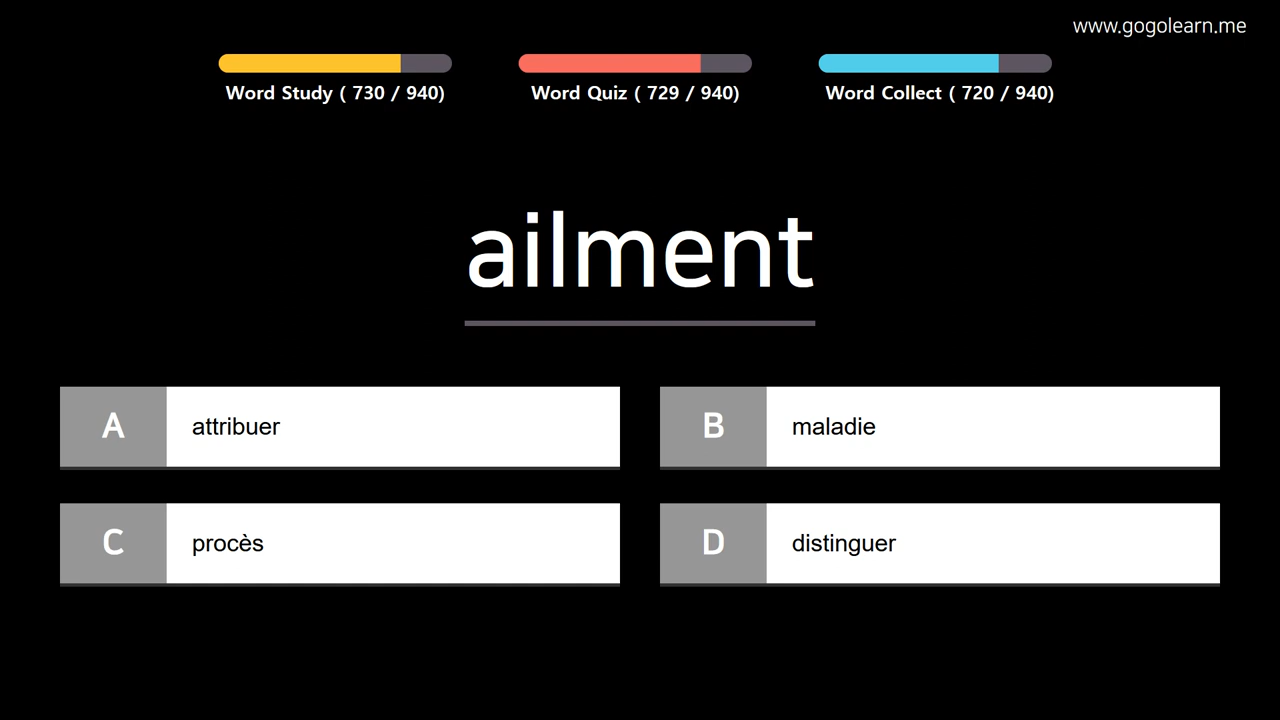 www.gogolearn.me
Word Study ( 730 / 940)
Word Quiz ( 729 / 940)
Word Collect ( 720 / 940)
ailment
A attribuer
B maladie
C procès
D distinguer